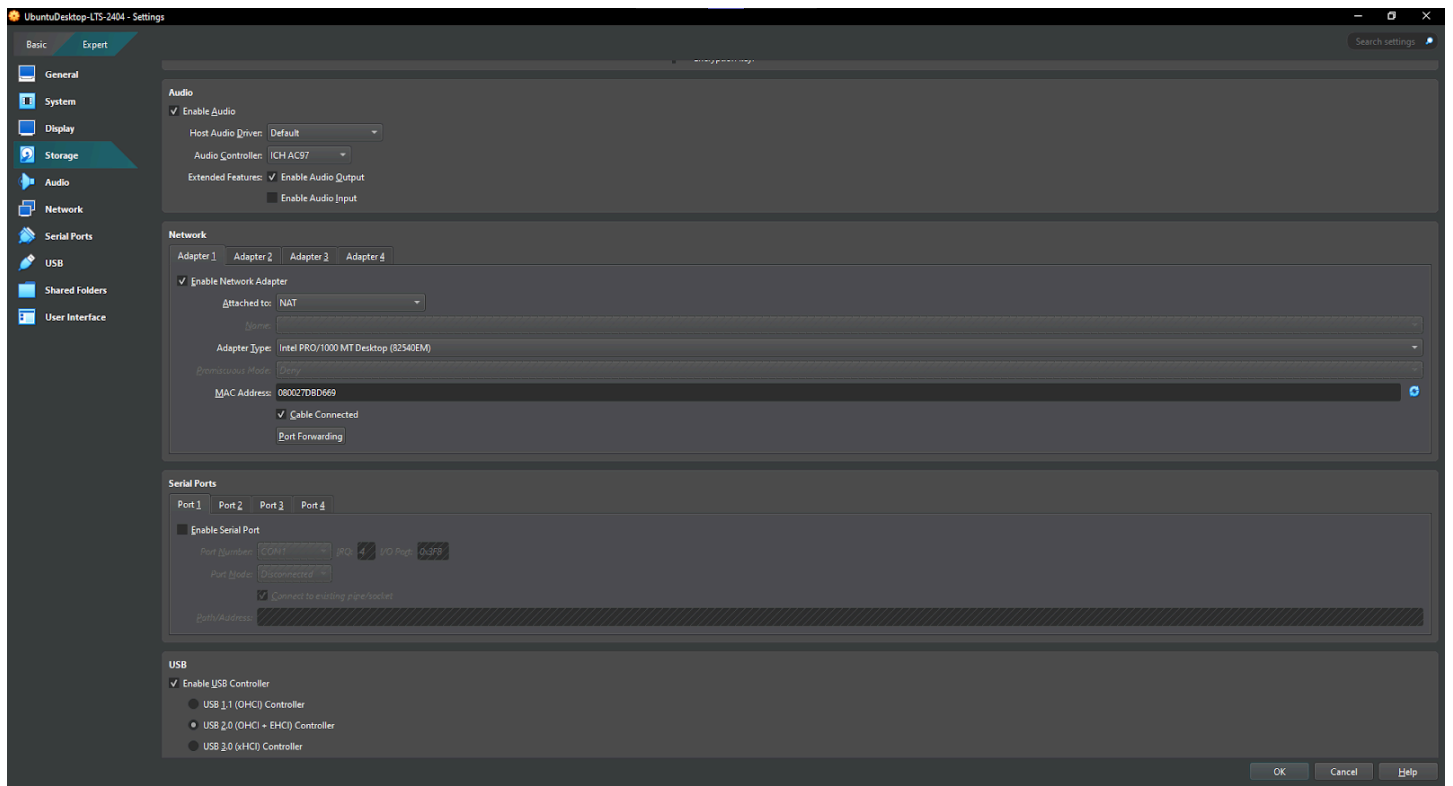 UbuntuDesktop-LTS-2404 - Settings
Basic Expert
Search settings
General
System
Display
Storage
Audio
Network
Serial Ports
USB
Shared Folders
User Interface
Audio
Enable Audio
Host Audio Driver: Default
Audio Controller: ICH AC97
Extended Features: Enable Audio Output
Enable Audio Input
Network
Adapter 1 Adapter 2 Adapter 3 Adapter 4
Enable Network Adapter
Attached to: NAT
Name:
Adapter Type: Intel PRO/1000 MT Desktop (82540EM)
Promiscuous Mode: Deny
MAC Address: 080027DBD669
Cable Connected
Port Forwarding
Serial Ports
Port 1 Port 2 Port 3 Port 4
Enable Serial Port
Port Number: COM1 IRQ: 4 I/O Port: 0x3F8
Port Mode: Disconnected
Connect to existing pipe/socket
Path/Address:
USB
Enable USB Controller
USB 1.1 (OHCI) Controller
USB 2.0 (OHCI + EHCI) Controller
USB 3.0 (xHCI) Controller
OK Cancel Help